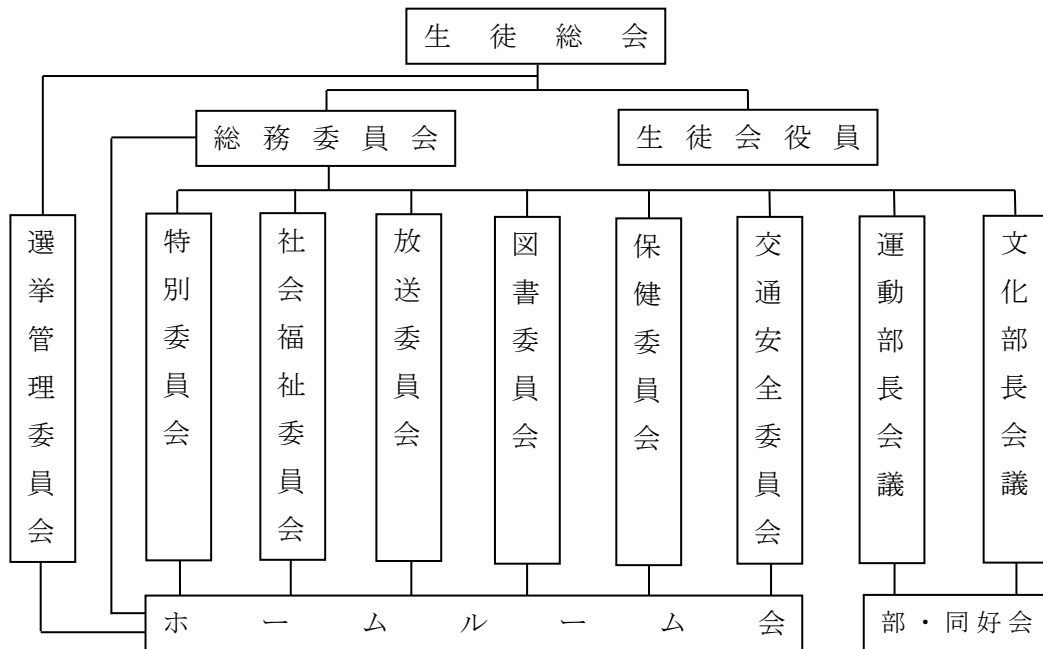 生徒総会
総務委員会
生徒会役員
選挙管理委員会
特別委員会
社会福祉委員会
放送委員会
図書委員会
保健委員会
交通安全委員会
運動部長会議
文化部長会議
ホームルーム会
部・同好会